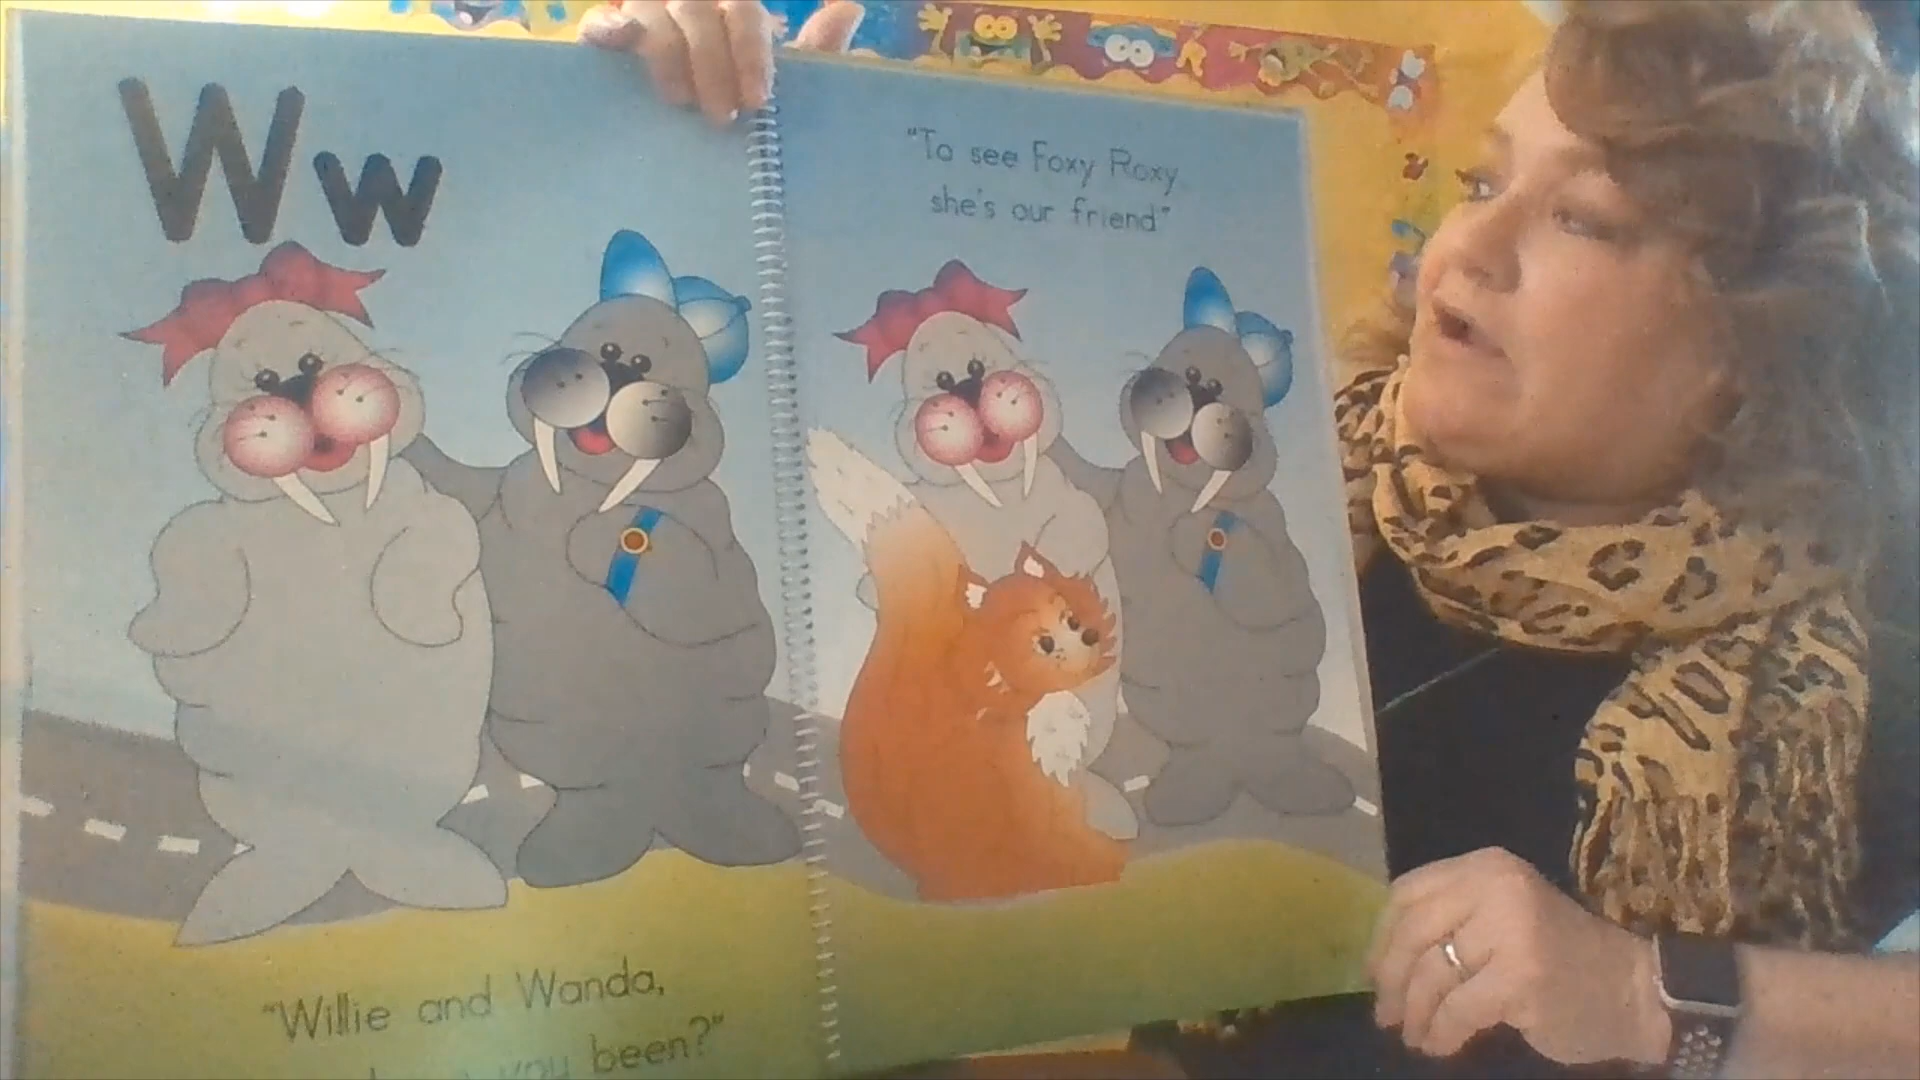 Ww
"Willie and Wanda,
you been?"
"To see Foxy Roxy
she's our friend"